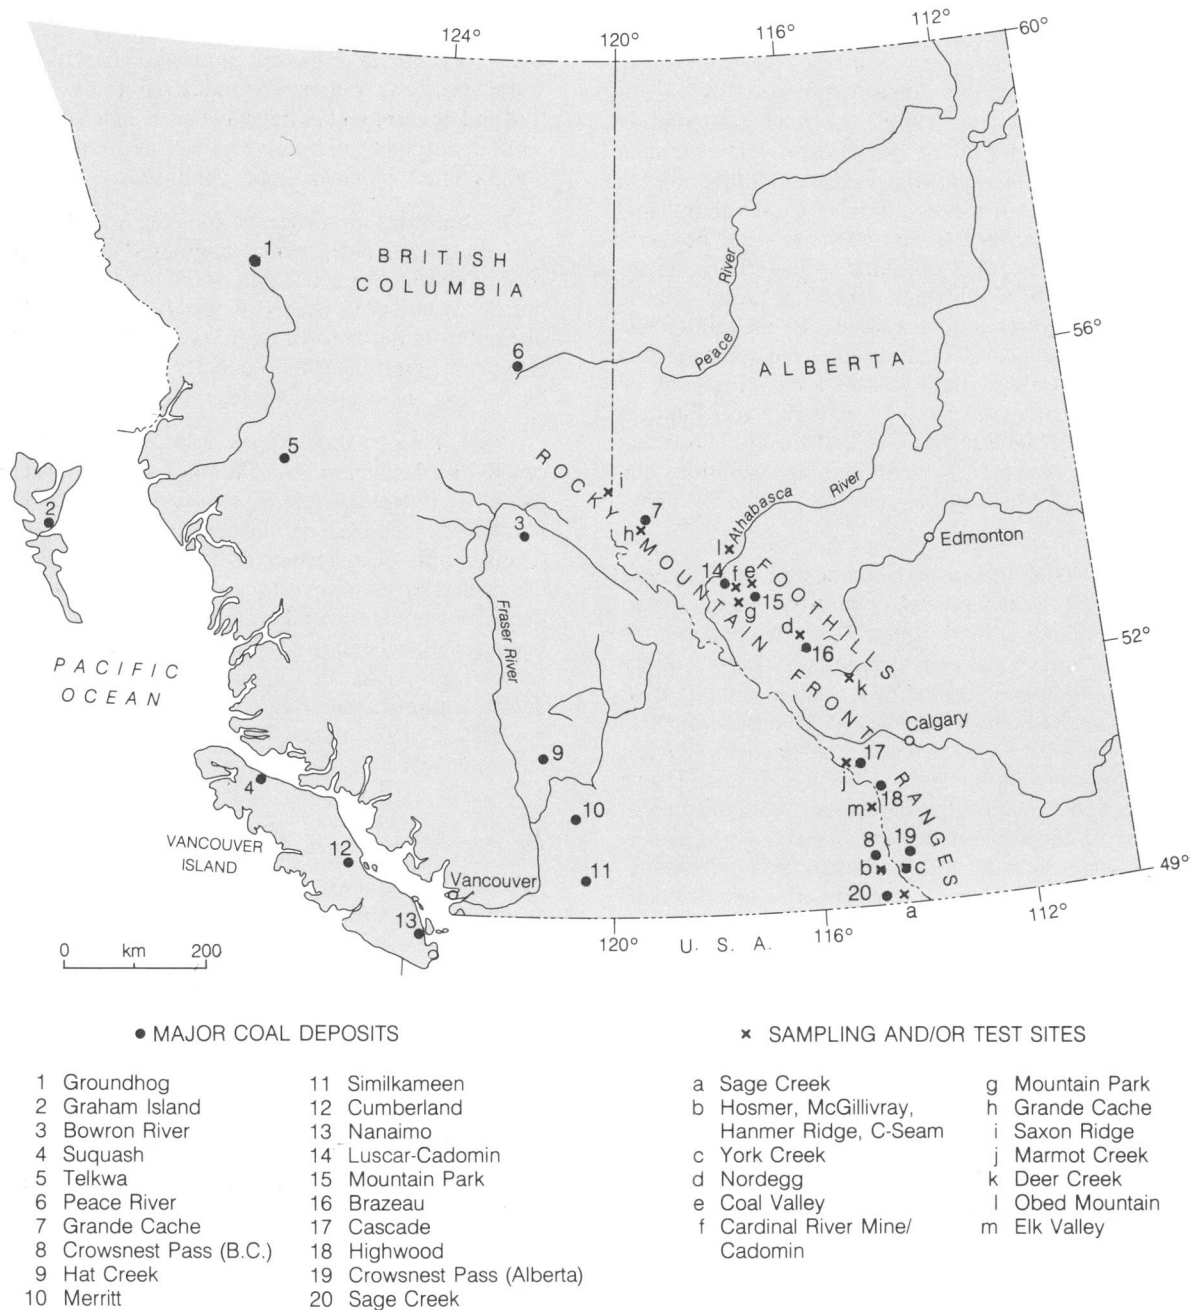 124°
120°
116°
112°
60°
1
BRITISH
COLUMBIA
River
Peace
56°
6
ALBERTA
5
ROCKY
i
2
3
7
h
MOUNTAIN
Athabasca
River
l
Edmonton
14
f
e
FOOTHILLS
15
g
Fraser River
d
16
52°
PACIFIC
OCEAN
k
FRONT
Calgary
9
17
4
j
RANGES
18
10
m
VANCOUVER
ISLAND
12
8
19
49°
11
b
c
Vancouver
20
a
13
112°
0 km 200
120°
U. S. A.
116°
MAJOR COAL DEPOSITS
1 Groundhog
2 Graham Island
3 Bowron River
4 Suquash
5 Telkwa
6 Peace River
7 Grande Cache
8 Crowsnest Pass (B.C.)
9 Hat Creek
10 Merritt
11 Similkameen
12 Cumberland
13 Nanaimo
14 Luscar-Cadomin
15 Mountain Park
16 Brazeau
17 Cascade
18 Highwood
19 Crowsnest Pass (Alberta)
20 Sage Creek
SAMPLING AND/OR TEST SITES
a Sage Creek
b Hosmer, McGillivray,
Hanmer Ridge, C-Seam
c York Creek
d Nordegg
e Coal Valley
f Cardinal River Mine/
Cadomin
g Mountain Park
h Grande Cache
i Saxon Ridge
j Marmot Creek
k Deer Creek
l Obed Mountain
m Elk Valley